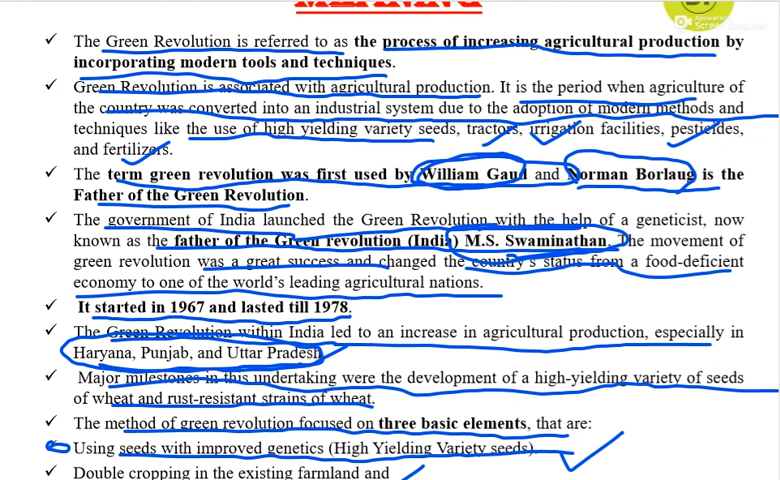 MEANING
The Green Revolution is referred to as the process of increasing agricultural production by
incorporating modern tools and techniques.
Green Revolution is associated with agricultural production. It is the period when agriculture of
the country was converted into an industrial system due to the adoption of modern methods and
techniques like the use of high yielding variety seeds, tractors, irrigation facilities, pesticides,
and fertilizers.
The term green revolution was first used by William Gaud and Norman Borlaug is the
Father of the Green Revolution.
The government of India launched the Green Revolution with the help of a geneticist, now
known as the father of the Green revolution (India) M.S. Swaminathan. The movement of
green revolution was a great success and changed the country's status from a food-deficient
economy to one of the world's leading agricultural nations.
It started in 1967 and lasted till 1978.
The Green Revolution within India led to an increase in agricultural production, especially in
Haryana, Punjab, and Uttar Pradesh
Major milestones in this undertaking were the development of a high-yielding variety of seeds
of wheat and rust-resistant strains of wheat.
The method of green revolution focused on three basic elements, that are:
Using seeds with improved genetics (High Yielding Variety seeds).
Double cropping in the existing farmland and